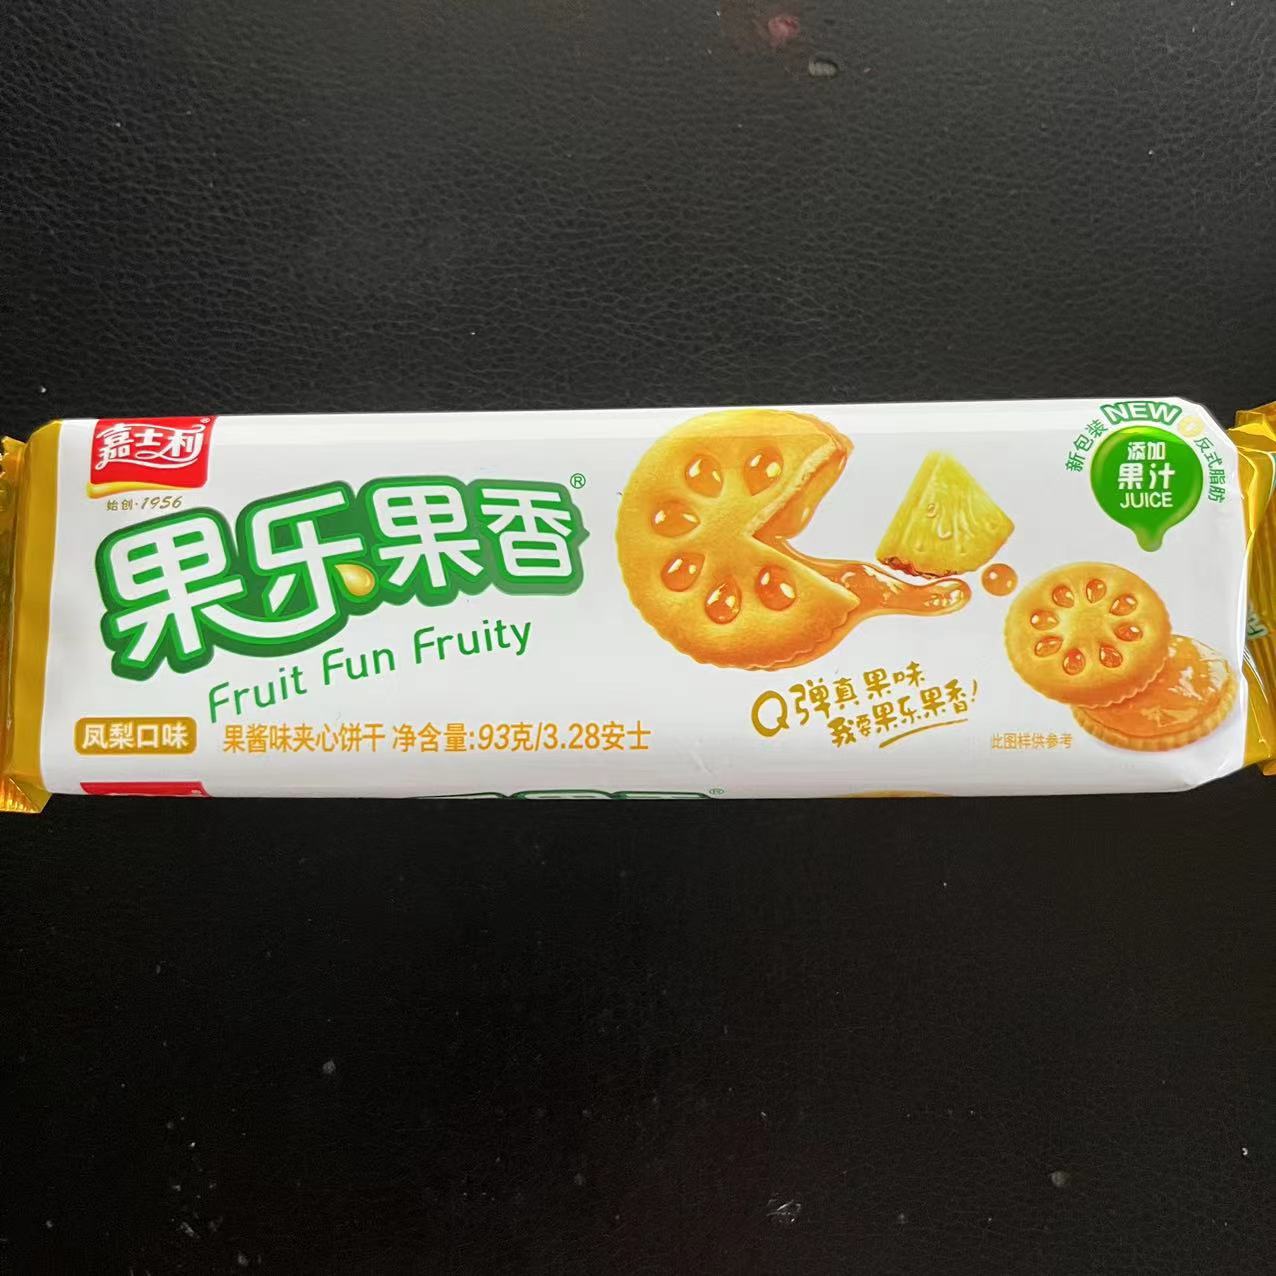 嘉士利®
始创·1956
果乐果香®
Fruit Fun Fruity
凤梨口味
果酱味夹心饼干 净含量:93克/3.28安士
Q弹真果味
我要果乐果香!
此图样供参考
新包装 NEW 0 反式脂肪
添加
果汁
JUICE
®